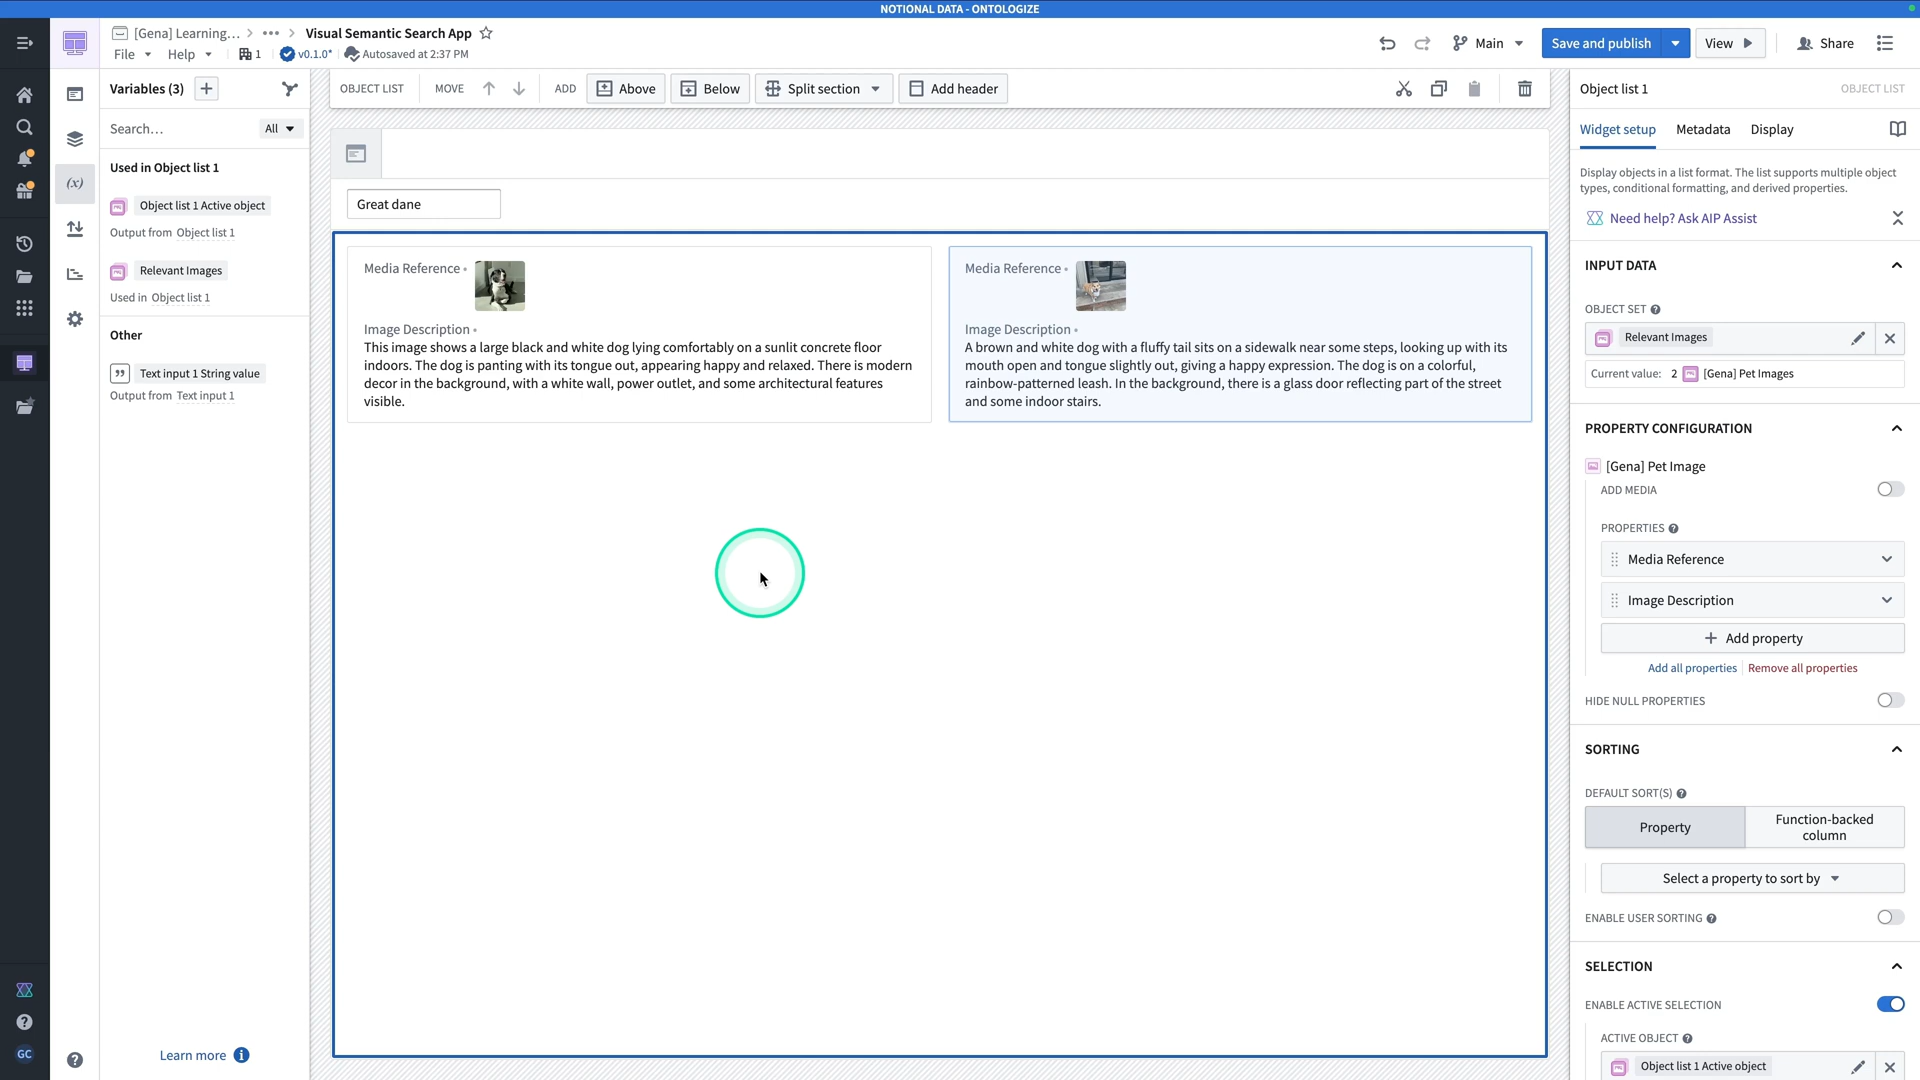 NOTIONAL DATA - ONTOLOGIZE
[Gena] Learning... > ••• > Visual Semantic Search App
File Help 1 v0.1.0* Autosaved at 2:37 PM
Main
Save and publish
View
Share
Variables (3)
Search...
All
Used in Object list 1
Object list 1 Active object
Output from Object list 1
Relevant Images
Used in Object list 1
Other
Text input 1 String value
Output from Text input 1
Learn more
GC
OBJECT LIST MOVE ADD Above Below Split section Add header
Great dane
Media Reference
Image Description
This image shows a large black and white dog lying comfortably on a sunlit concrete floor
indoors. The dog is panting with its tongue out, appearing happy and relaxed. There is modern
decor in the background, with a white wall, power outlet, and some architectural features
visible.
Media Reference
Image Description
A brown and white dog with a fluffy tail sits on a sidewalk near some steps, looking up with its
mouth open and tongue slightly out, giving a happy expression. The dog is on a colorful,
rainbow-patterned leash. In the background, there is a glass door reflecting part of the street
and some indoor stairs.
Object list 1 OBJECT LIST
Widget setup Metadata Display
Display objects in a list format. The list supports multiple object
types, conditional formatting, and derived properties.
Need help? Ask AIP Assist
INPUT DATA
OBJECT SET
Relevant Images
Current value: 2 [Gena] Pet Images
PROPERTY CONFIGURATION
[Gena] Pet Image
ADD MEDIA
PROPERTIES
Media Reference
Image Description
+ Add property
Add all properties Remove all properties
HIDE NULL PROPERTIES
SORTING
DEFAULT SORT(S)
Property
Function-backed
column
Select a property to sort by
ENABLE USER SORTING
SELECTION
ENABLE ACTIVE SELECTION
ACTIVE OBJECT
Object list 1 Active object